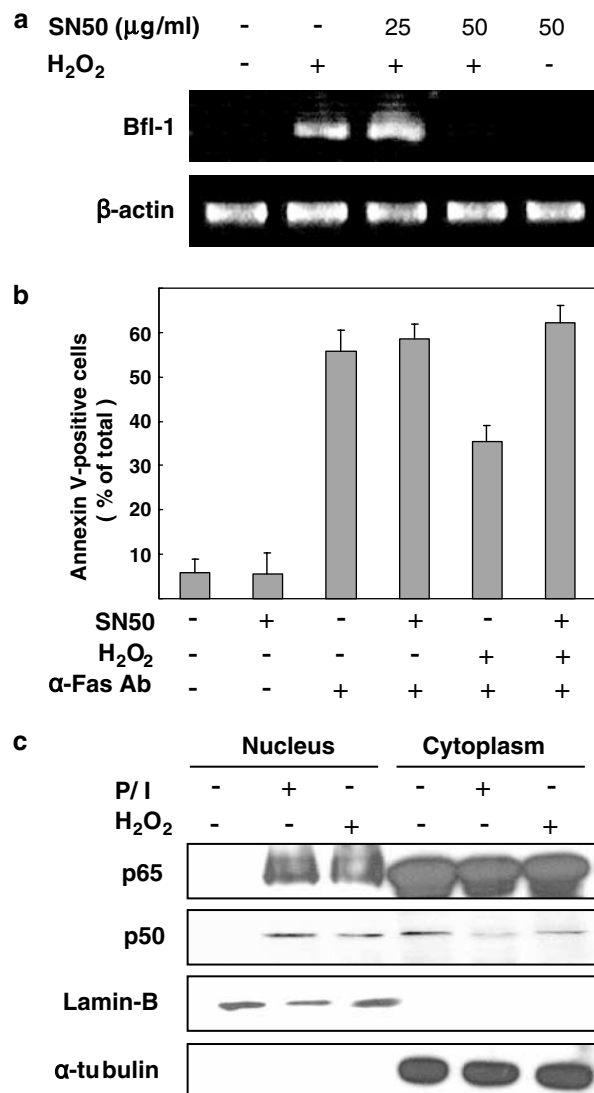 a
SN50 (μg/ml) - - 25 50 50
H₂O₂ - + + + -
Bfl-1
β-actin
b
Annexin V-positive cells
( % of total )
60
50
40
30
20
10
SN50 - + - + - +
H₂O₂ - - - - + +
α-Fas Ab - - + + + +
c
Nucleus Cytoplasm
P/ I - + - - + -
H₂O₂ - - + - - +
p65
p50
Lamin-B
α-tubulin